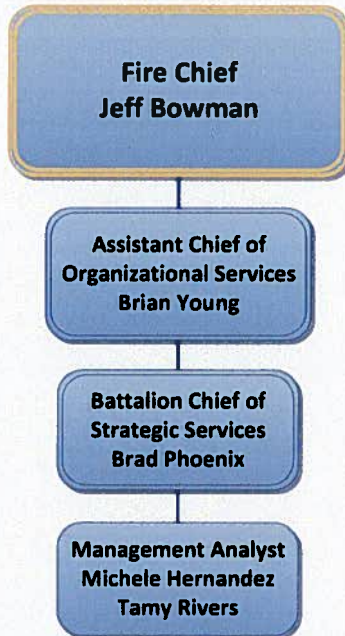 Fire Chief
Jeff Bowman
Assistant Chief of
Organizational Services
Brian Young
Battalion Chief of
Strategic Services
Brad Phoenix
Management Analyst
Michele Hernandez
Tamy Rivers